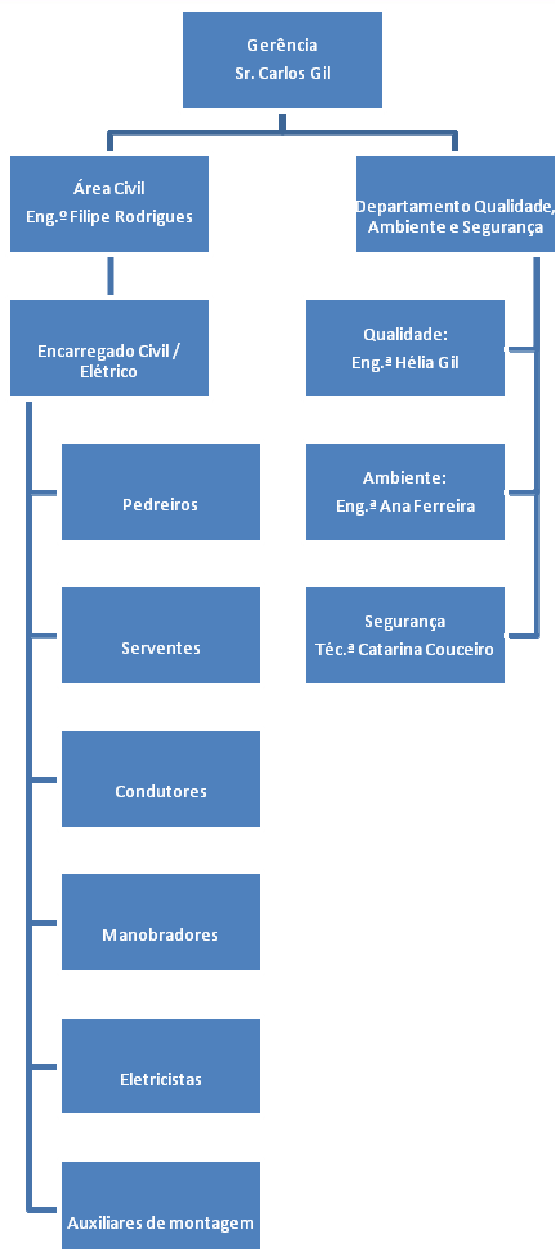 Gerência
Sr. Carlos Gil
Área Civil
Eng.º Filipe Rodrigues
Departamento Qualidade,
Ambiente e Segurança
Encarregado Civil /
Elétrico
Qualidade:
Eng.ª Hélia Gil
Pedreiros
Ambiente:
Eng.ª Ana Ferreira
Serventes
Segurança
Téc.ª Catarina Couceiro
Condutores
Manobradores
Eletricistas
Auxiliares de montagem